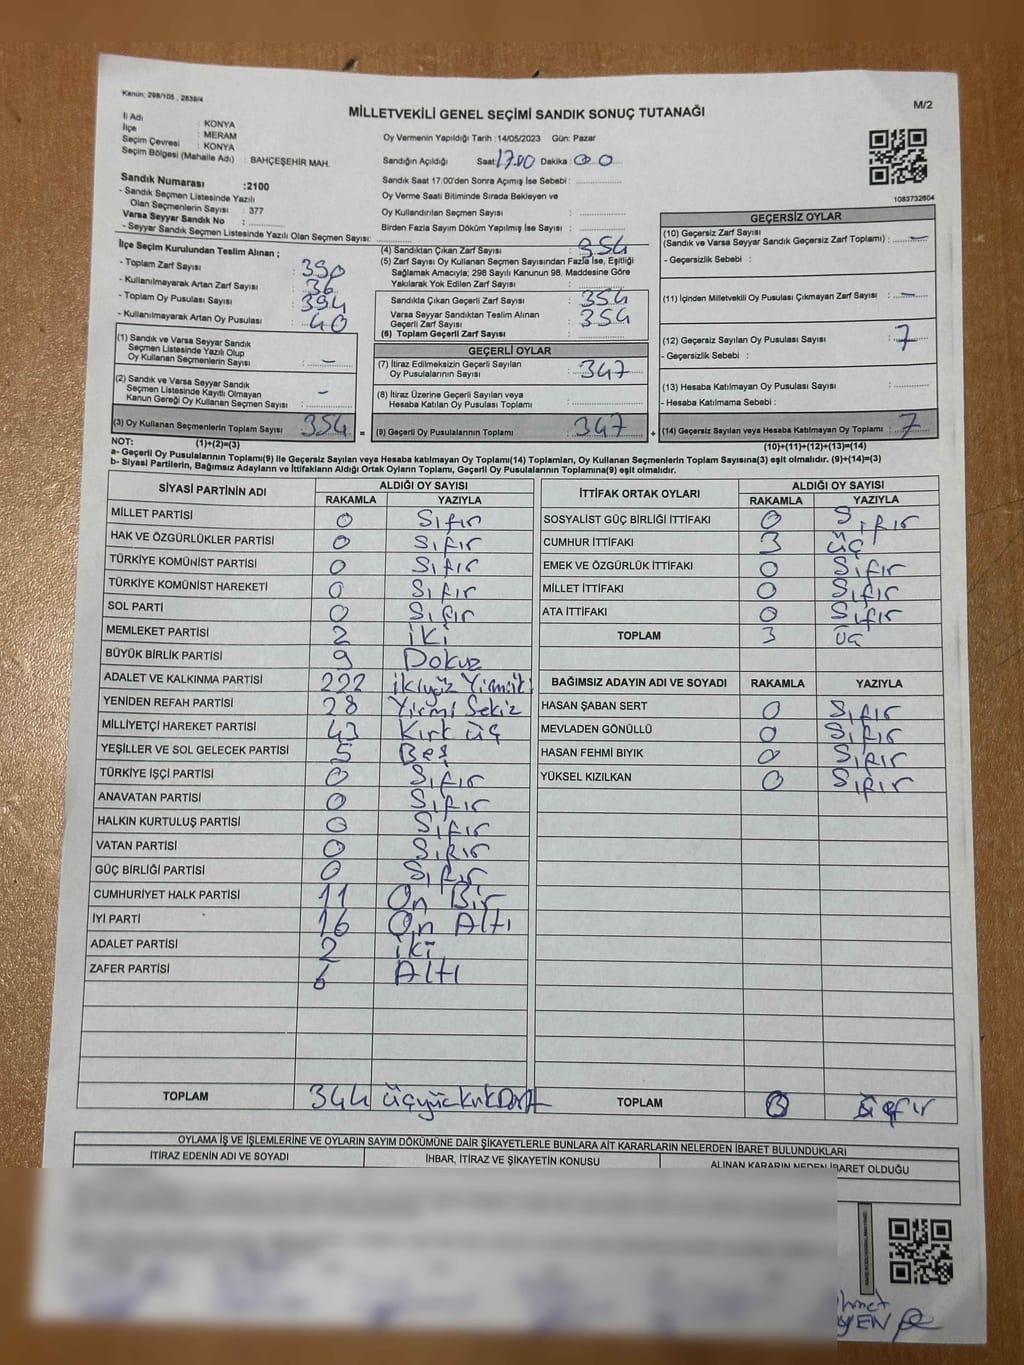 Kanun; 298/105 , 2839/4
M/2
MİLLETVEKİLİ GENEL SEÇİMİ SANDIK SONUÇ TUTANAĞI
İl Adı : KONYA
İlçe : MERAM
Seçim Çevresi : KONYA
Seçim Bölgesi (Mahalle Adı) : BAHÇEŞEHİR MAH.
Sandık Numarası :2100
- Sandık Seçmen Listesinde Yazılı
Olan Seçmenlerin Sayısı : 377
Varsa Seyyar Sandık No :
- Seyyar Sandık Seçmen Listesinde Yazılı Olan Seçmen Sayısı:
İlçe Seçim Kurulundan Teslim Alınan ;
- Toplam Zarf Sayısı : 390
- Kullanılmayarak Artan Zarf Sayısı : 36
- Toplam Oy Pusulası Sayısı : 394
- Kullanılmayarak Artan Oy Pusulası : 40
(1) Sandık ve Varsa Seyyar Sandık
Seçmen Listesinde Yazılı Olup
Oy Kullanan Seçmenlerin Sayısı : –
(2) Sandık ve Varsa Seyyar Sandık
Seçmen Listesinde Kayıtlı Olmayan
Kanun Gereği Oy Kullanan Seçmen Sayısı : –
(3) Oy Kullanan Seçmenlerin Toplam Sayısı : 354
Oy Vermenin Yapıldığı Tarih : 14/05/2023 Gün: Pazar
Sandığın Açıldığı Saat: 17.00 Dakika : 00
Sandık Saat 17:00'den Sonra Açımış İse Sebebi :
Oy Verme Saati Bitiminde Sırada Bekleyen ve
Oy Kullandırılan Seçmen Sayısı :
Birden Fazla Sayım Döküm Yapılmış İse Sayısı :
(4) Sandıktan Çıkan Zarf Sayısı : 354
(5) Zarf Sayısı Oy Kullanan Seçmen Sayısından Fazla İse, Eşitliği
Sağlamak Amacıyla; 298 Sayılı Kanunun 98. Maddesine Göre
Yakılarak Yok Edilen Zarf Sayısı :
Sandıkta Çıkan Geçerli Zarf Sayısı : 354
Varsa Seyyar Sandıktan Teslim Alınan
Geçerli Zarf Sayısı : 354
(6) Toplam Geçerli Zarf Sayısı :
GEÇERLİ OYLAR
(7) İtiraz Edilmeksizin Geçerli Sayılan
Oy Pusulalarının Sayısı : 347
(8) İtiraz Üzerine Geçerli Sayılan veya
Hesaba Katılan Oy Pusulası Toplamı :
= (9) Geçerli Oy Pusulalarının Toplamı : 347
1083732604
GEÇERSİZ OYLAR
(10) Geçersiz Zarf Sayısı
(Sandık ve Varsa Seyyar Sandık Geçersiz Zarf Toplamı) : –
- Geçersizlik Sebebi :
(11) İçinden Milletvekili Oy Pusulası Çıkmayan Zarf Sayısı : –
(12) Geçersiz Sayılan Oy Pusulası Sayısı : 7
- Geçersizlik Sebebi :
(13) Hesaba Katılmayan Oy Pusulası Sayısı :
- Hesaba Katılmama Sebebi :
+ (14) Geçersiz Sayılan veya Hesaba Katılmayan Oy Toplamı : 7
NOT: (1)+(2)=(3) (10)+(11)+(12)+(13)=(14)
a- Geçerli Oy Pusulalarının Toplamı(9) ile Geçersiz Sayılan veya Hesaba katılmayan Oy Toplamı(14) Toplamları, Oy Kullanan Seçmenlerin Toplam Sayısına(3) eşit olmalıdır. (9)+(14)=(3)
b- Siyasi Partilerin, Bağımsız Adayların ve İttifakların Aldığı Ortak Oyların Toplamı, Geçerli Oy Pusulalarının Toplamına(9) eşit olmalıdır.
SİYASİ PARTİNİN ADI ALDIĞI OY SAYISI
RAKAMLA YAZIYLA
MİLLET PARTİSİ 0 Sıfır
HAK VE ÖZGÜRLÜKLER PARTİSİ 0 Sıfır
TÜRKİYE KOMÜNİST PARTİSİ 0 Sıfır
TÜRKİYE KOMÜNİST HAREKETİ 0 Sıfır
SOL PARTİ 0 Sıfır
MEMLEKET PARTİSİ 2 iki
BÜYÜK BİRLİK PARTİSİ 9 Dokuz
ADALET VE KALKINMA PARTİSİ 222 ikiyüz Yirmiiki
YENİDEN REFAH PARTİSİ 28 Yirmi Sekiz
MİLLİYETÇİ HAREKET PARTİSİ 43 Kırk üç
YEŞİLLER VE SOL GELECEK PARTİSİ 5 Beş
TÜRKİYE İŞÇİ PARTİSİ 0 Sıfır
ANAVATAN PARTİSİ 0 Sıfır
HALKIN KURTULUŞ PARTİSİ 0 Sıfır
VATAN PARTİSİ 0 Sıfır
GÜÇ BİRLİĞİ PARTİSİ 0 Sıfır
CUMHURİYET HALK PARTİSİ 11 On Bir
İYİ PARTİ 16 On Altı
ADALET PARTİSİ 2 iki
ZAFER PARTİSİ 6 Altı
TOPLAM 344 üçyüzKırkDört
İTTİFAK ORTAK OYLARI ALDIĞI OY SAYISI
RAKAMLA YAZIYLA
SOSYALİST GÜÇ BİRLİĞİ İTTİFAKI 0 Sıfır
CUMHUR İTTİFAKI 3 üç
EMEK VE ÖZGÜRLÜK İTTİFAKI 0 Sıfır
MİLLET İTTİFAKI 0 Sıfır
ATA İTTİFAKI 0 Sıfır
TOPLAM 3 üç
BAĞIMSIZ ADAYIN ADI VE SOYADI RAKAMLA YAZIYLA
HASAN ŞABAN SERT 0 Sıfır
MEVLADEN GÖNÜLLÜ 0 Sıfır
HASAN FEHMİ BIYIK 0 Sıfır
YÜKSEL KIZILKAN 0 Sıfır
TOPLAM
OYLAMA İŞ VE İŞLEMLERİNE VE OYLARIN SAYIM DÖKÜMÜNE DAİR ŞİKAYETLERLE BUNLARA AİT KARARLARIN NELERDEN İBARET BULUNDUKLARI
İTİRAZ EDENİN ADI VE SOYADI İHBAR, İTİRAZ VE ŞİKAYETİN KONUSU ALINAN KARARIN NEDEN İBARET OLDUĞU